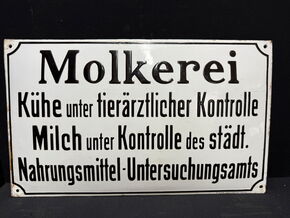 Molkerei
Kühe unter tierärztlicher Kontrolle
Milch unter Kontrolle des städt.
Nahrungsmittel-Untersuchungsamts